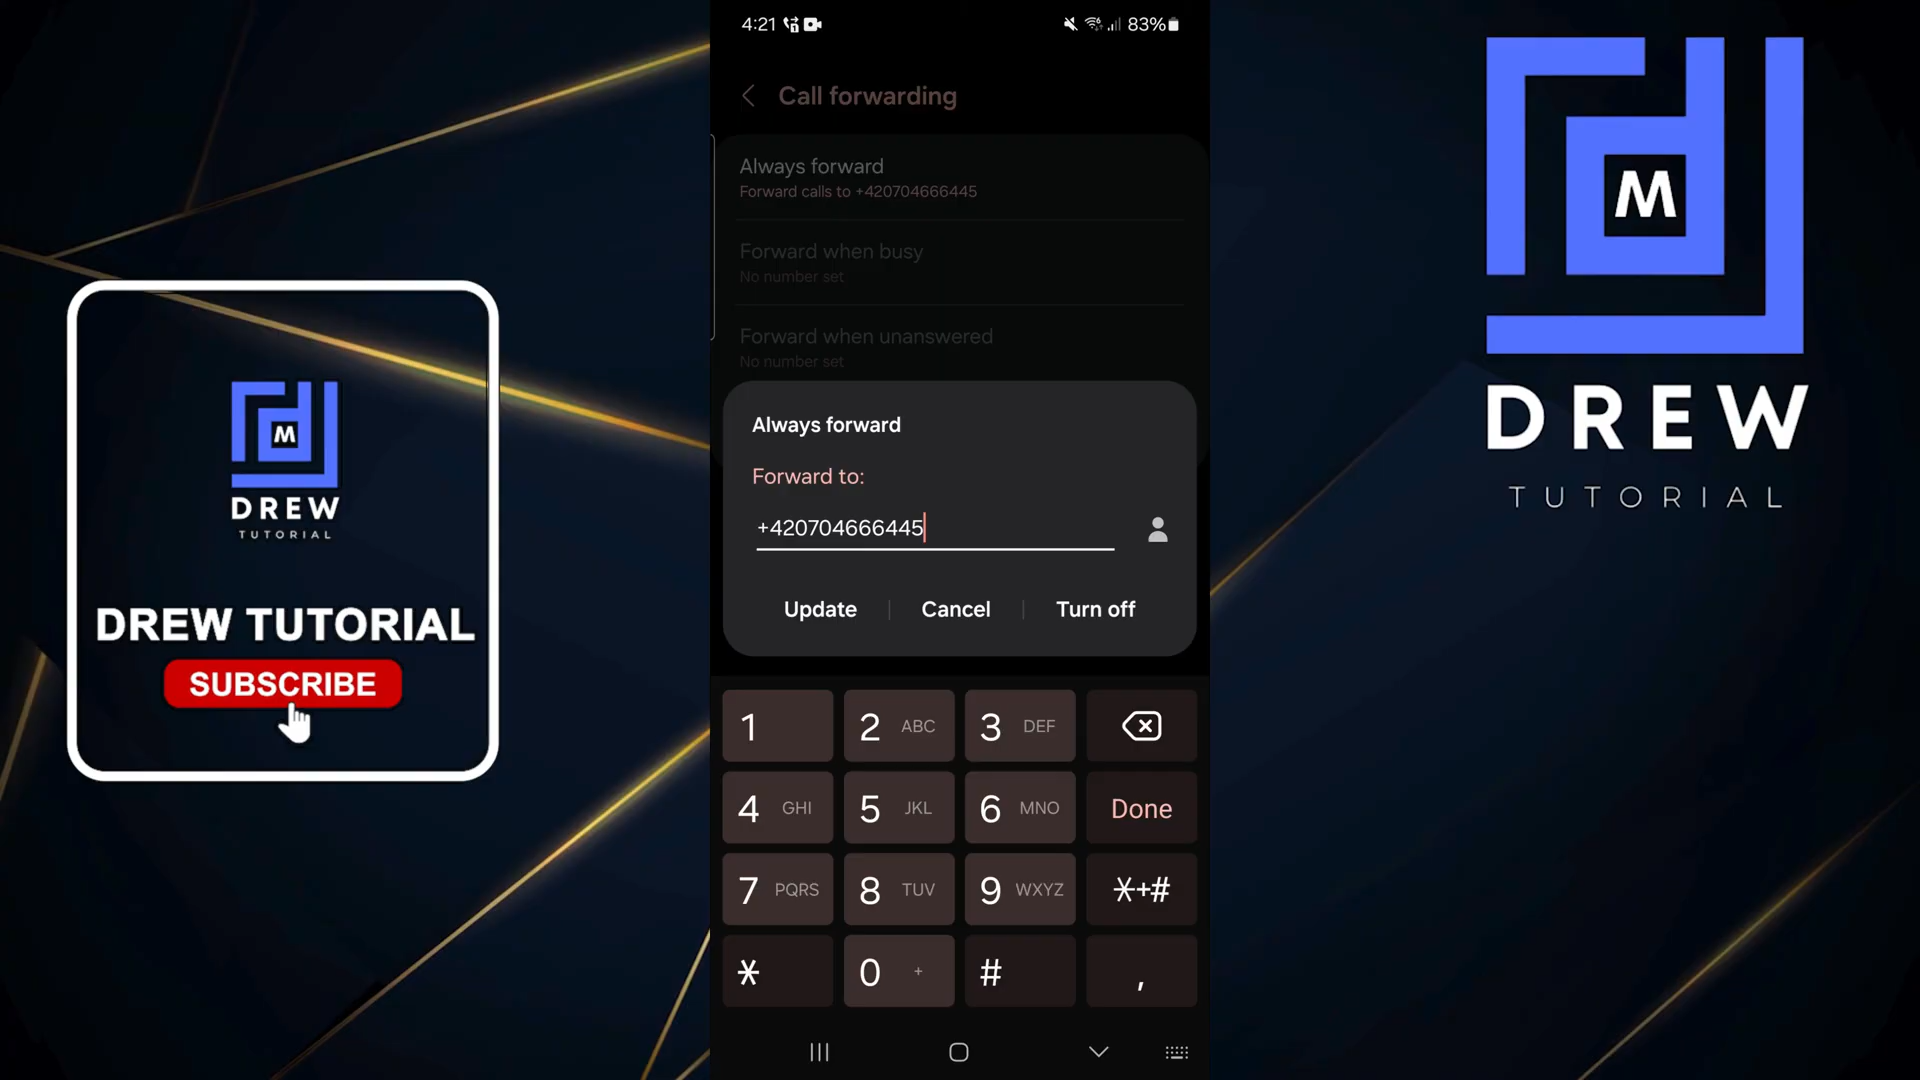 M
DREW
TUTORIAL
DREW TUTORIAL
SUBSCRIBE
4:21
83%
Call forwarding
Always forward
Forward calls to +420704666445
Forward when busy
No number set
Forward when unanswered
No number set
Always forward
Forward to:
+420704666445
Update | Cancel | Turn off
1 2 ABC 3 DEF
4 GHI 5 JKL 6 MNO Done
7 PQRS 8 TUV 9 WXYZ *+#
* 0 + # ,
M
DREW
TUTORIAL